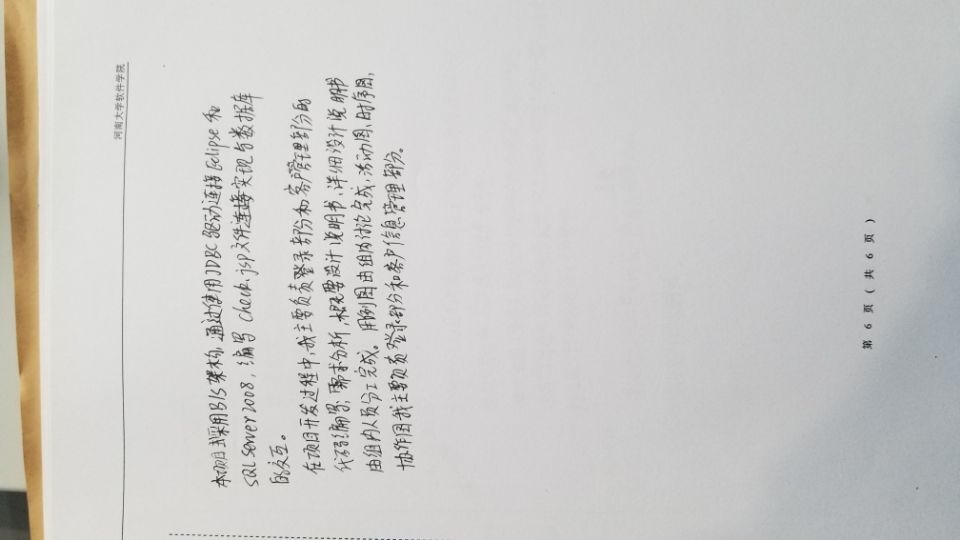 河南大学软件学院
本项目采用B/S架构,通过使用JDBC驱动连接Eclipse和
SQL Server 2008,编写check.jsp文件连接实现与数据库
的交互。
在项目开发过程中,我主要负责登录部分和客户管理部分的
代码编写;需求分析,概要设计说明书,详细设计说明书
由组内人员分工完成。用例图由组内讨论完成,活动图、时序图,
协作图我主要负责登录部分和客户信息管理部分。
第 6 页 ( 共 6 页 )